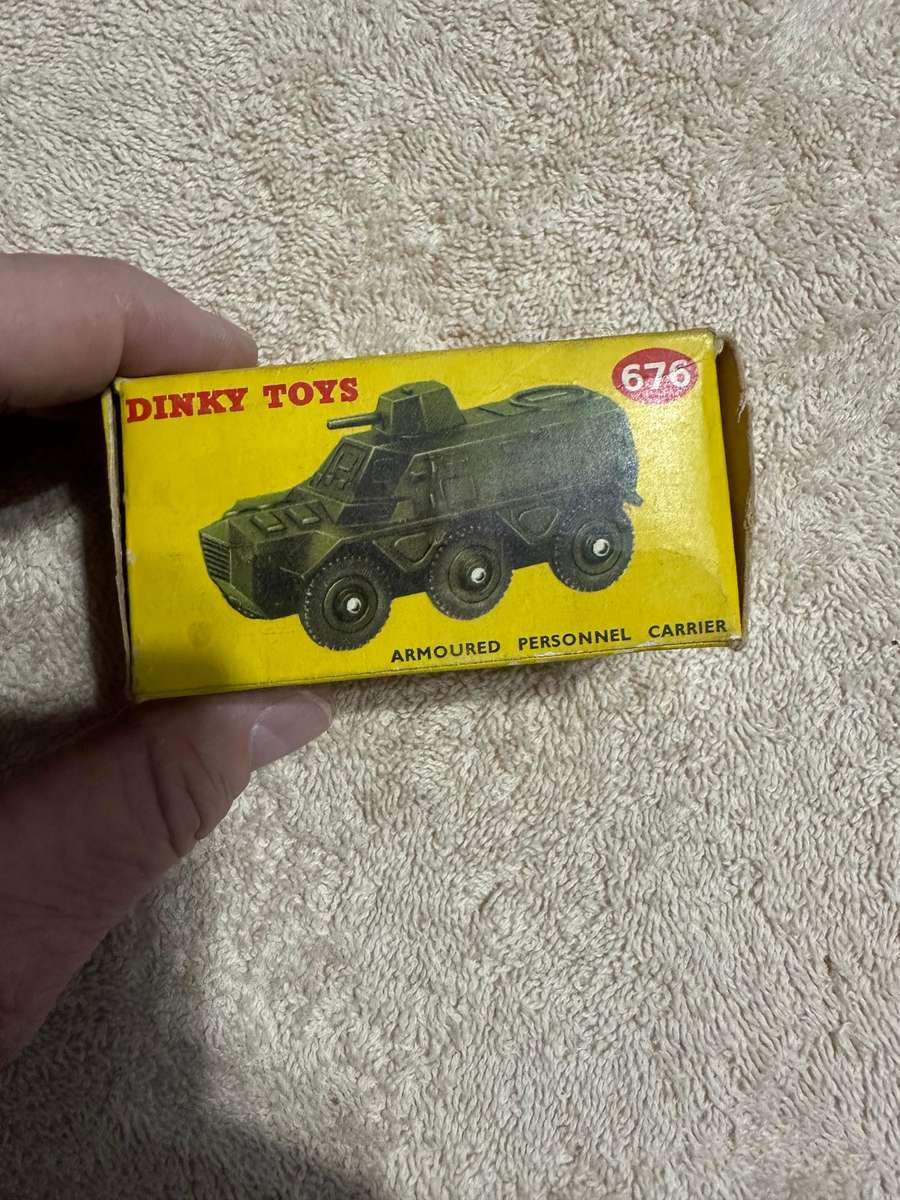 DINKY TOYS
676
ARMOURED PERSONNEL CARRIER